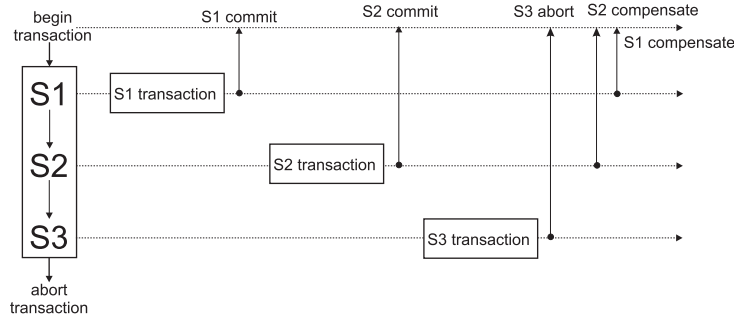 begin
transaction
S1 commit
S2 commit
S3 abort
S2 compensate
S1 compensate
S1
S1 transaction
S2
S2 transaction
S3
S3 transaction
abort
transaction